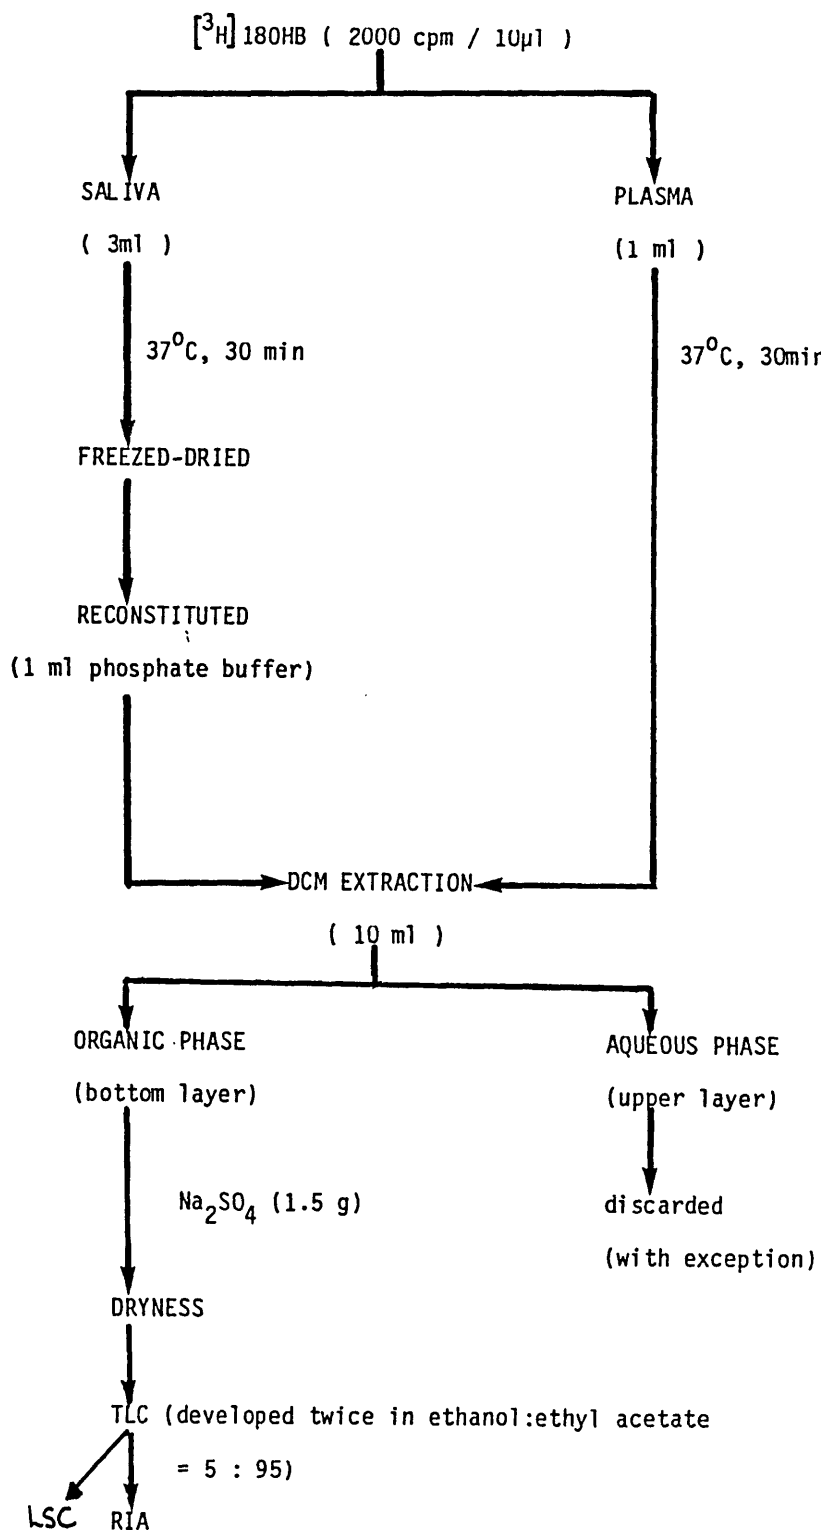 [³H] 18OHB ( 2000 cpm / 10µl )
SALIVA
PLASMA
( 3ml )
(1 ml )
37⁰C, 30 min
37⁰C, 30min
FREEZED-DRIED
RECONSTITUTED
(1 ml phosphate buffer)
DCM EXTRACTION
( 10 ml )
ORGANIC PHASE
AQUEOUS PHASE
(bottom layer)
(upper layer)
Na₂SO₄ (1.5 g)
discarded
(with exception)
DRYNESS
TLC (developed twice in ethanol:ethyl acetate
= 5 : 95)
LSC RIA